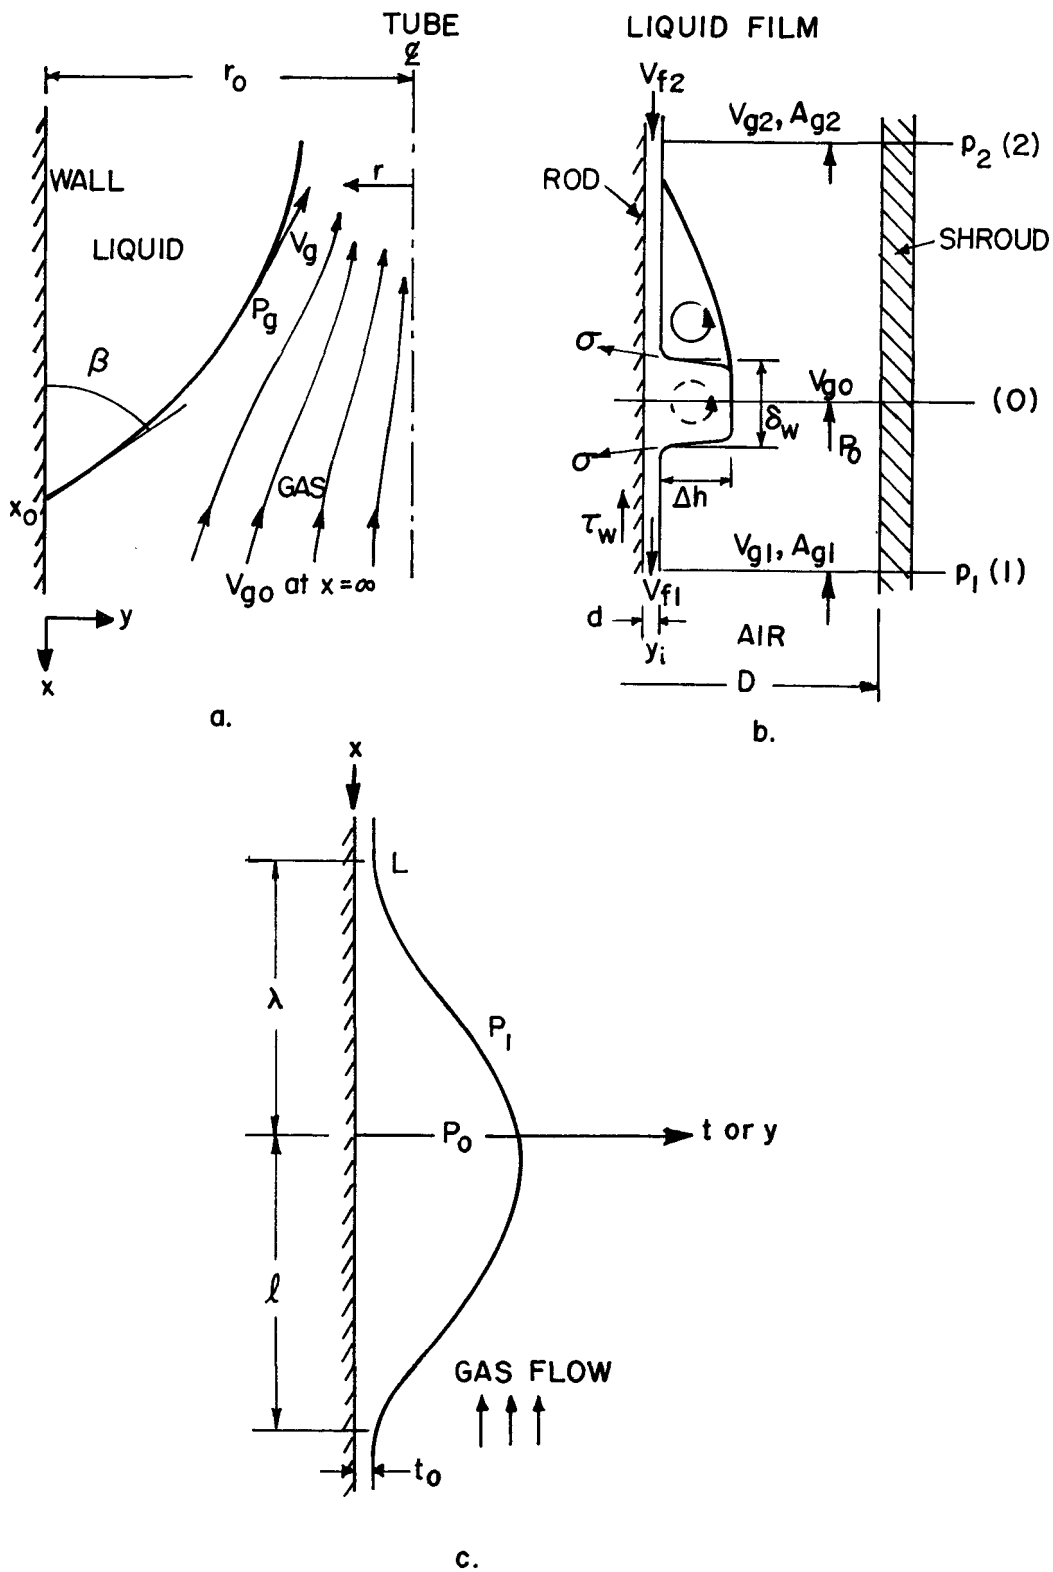 TUBE
℄
r₀
WALL
LIQUID
r
V_g
P_g
β
x₀
GAS
V_go at x = ∞
y
x
a.
LIQUID FILM
V_f2
V_g2, A_g2
p₂ (2)
ROD
SHROUD
σ
V_go
(0)
δ_w
P₀
σ
Δh
τ_w
V_g1, A_g1
p₁ (1)
V_f1
d
y_i
AIR
D
b.
x
L
λ
P₁
P₀
t or y
ℓ
GAS FLOW
t₀
c.